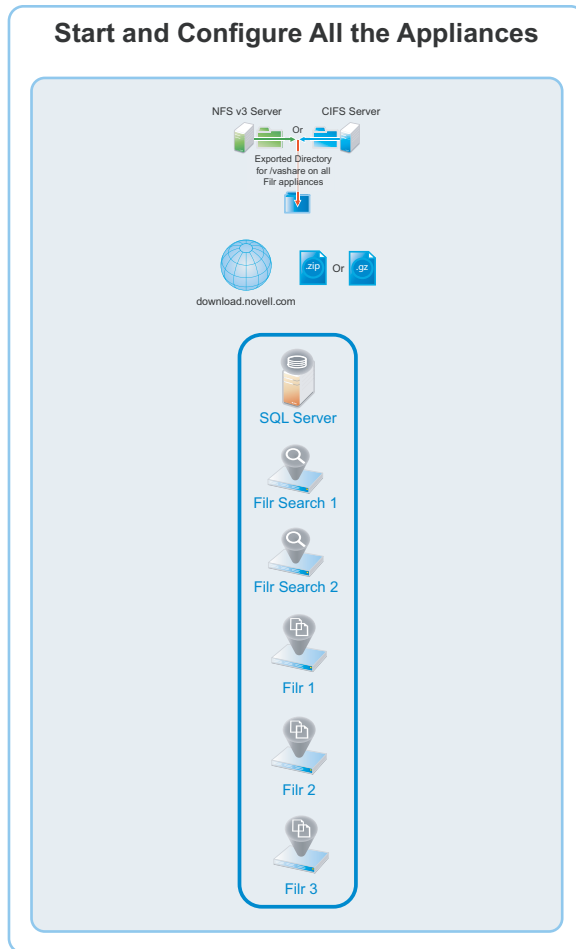 Start and Configure All the Appliances
NFS v3 Server
Or
CIFS Server
Exported Directory
for /vashare on all
Filr appliances
.zip
Or
.gz
download.novell.com
SQL Server
Filr Search 1
Filr Search 2
Filr 1
Filr 2
Filr 3